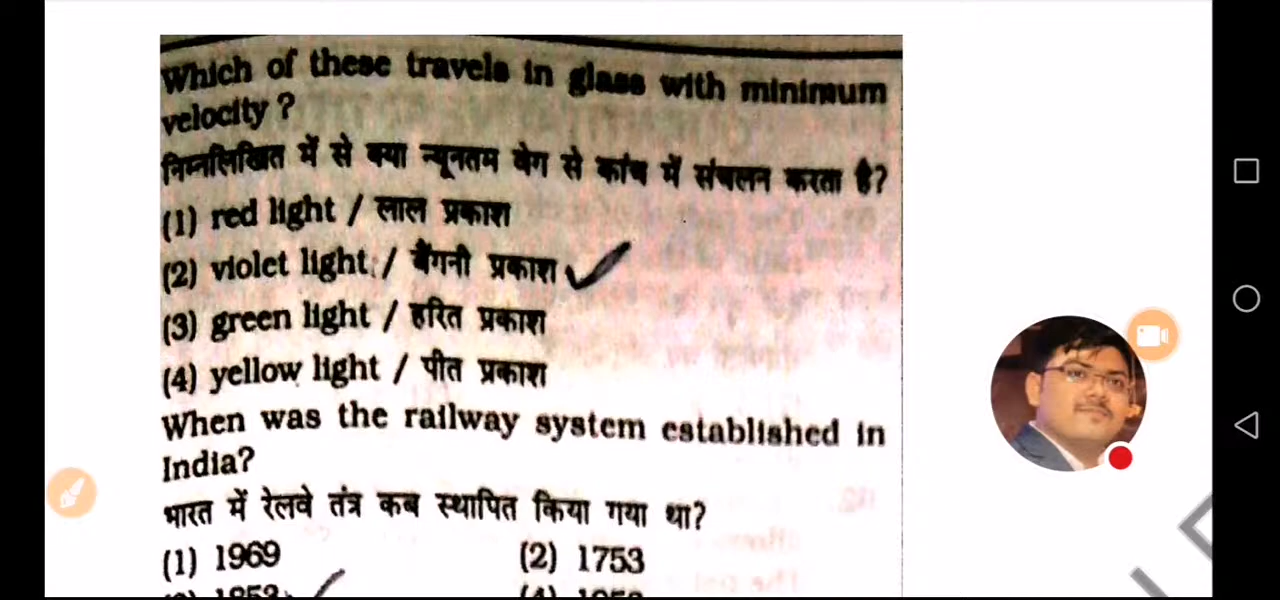 Which of these travels in glass with minimum
velocity ?
निम्नलिखित में से क्या न्यूनतम वेग से कांच में संचलन करता है?
(1) red light / लाल प्रकाश
(2) violet light / बैंगनी प्रकाश
(3) green light / हरित प्रकाश
(4) yellow light / पीत प्रकाश
When was the railway system established in
India?
भारत में रेलवे तंत्र कब स्थापित किया गया था?
(1) 1969 (2) 1753